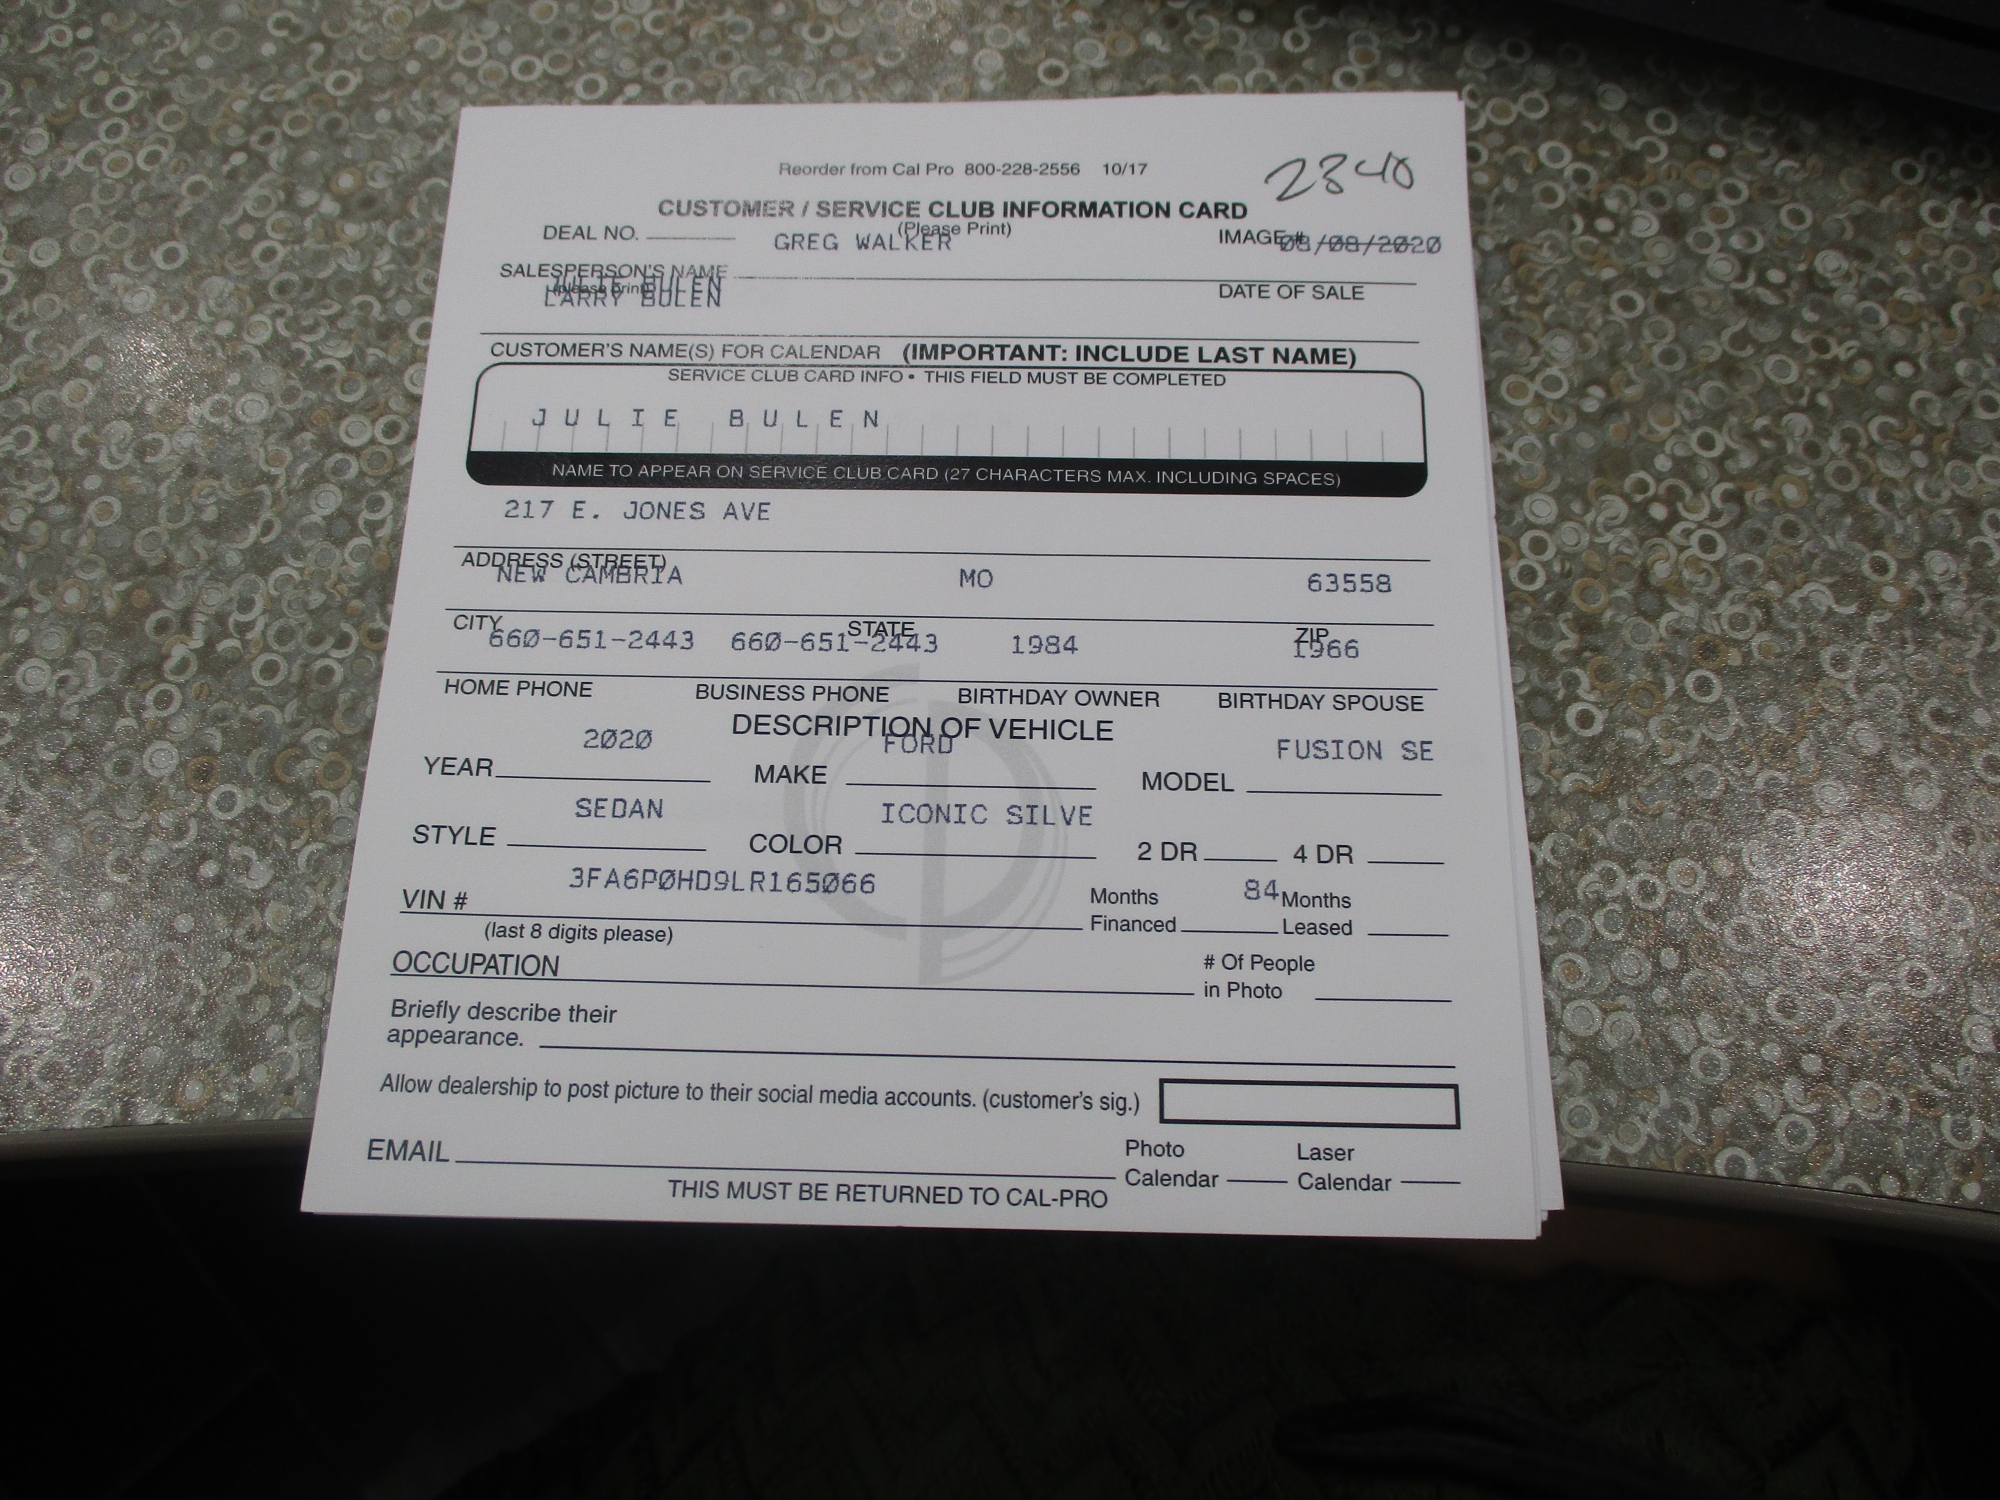 Reorder from Cal Pro 800-228-2556 10/17
2840
CUSTOMER / SERVICE CLUB INFORMATION CARD
(Please Print)
DEAL NO. GREG WALKER IMAGE # 08/08/2020
SALESPERSON'S NAME
(please print) JULIE BULEN
LARRY BULEN DATE OF SALE
CUSTOMER'S NAME(S) FOR CALENDAR (IMPORTANT: INCLUDE LAST NAME)
SERVICE CLUB CARD INFO • THIS FIELD MUST BE COMPLETED
JULIE BULEN
NAME TO APPEAR ON SERVICE CLUB CARD (27 CHARACTERS MAX. INCLUDING SPACES)
217 E. JONES AVE
ADDRESS (STREET)
NEW CAMBRIA MO 63558
CITY STATE ZIP
660-651-2443 660-651-2443 1984 1966
HOME PHONE BUSINESS PHONE BIRTHDAY OWNER BIRTHDAY SPOUSE
DESCRIPTION OF VEHICLE
2020 FORD FUSION SE
YEAR MAKE MODEL
SEDAN ICONIC SILVE
STYLE COLOR 2 DR 4 DR
3FA6P0HD9LR165066 84
VIN # Months Financed Months Leased
(last 8 digits please)
OCCUPATION # Of People in Photo
Briefly describe their
appearance.
Allow dealership to post picture to their social media accounts. (customer's sig.)
EMAIL Photo Calendar Laser Calendar
THIS MUST BE RETURNED TO CAL-PRO